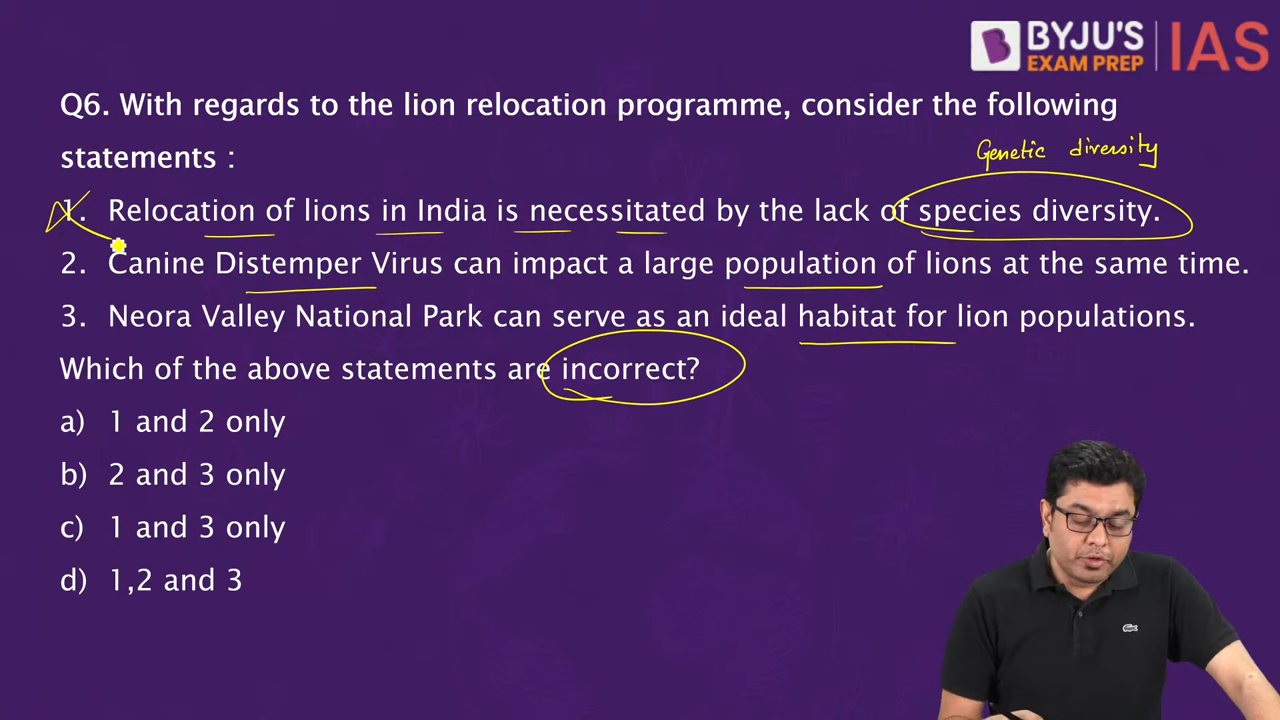 BYJU'S
EXAM PREP
IAS
Q6. With regards to the lion relocation programme, consider the following
statements :
Genetic diversity
1. Relocation of lions in India is necessitated by the lack of species diversity.
2. Canine Distemper Virus can impact a large population of lions at the same time.
3. Neora Valley National Park can serve as an ideal habitat for lion populations.
Which of the above statements are incorrect?
a) 1 and 2 only
b) 2 and 3 only
c) 1 and 3 only
d) 1,2 and 3